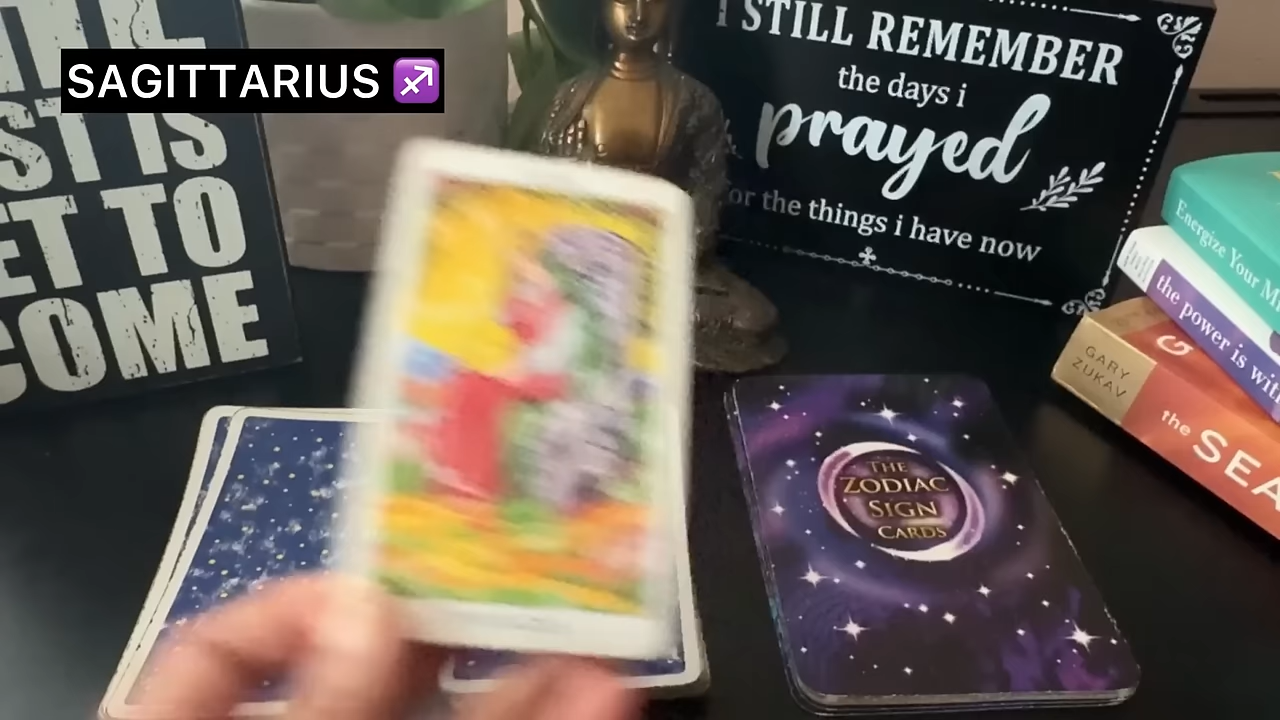 SAGITTARIUS ♐
ST IS
ET TO
COME
I STILL REMEMBER
the days i
prayed
or the things i have now
THE
ZODIAC
SIGN
CARDS
Energize Your M
the power is wit
GARY
ZUKAV
the SEA